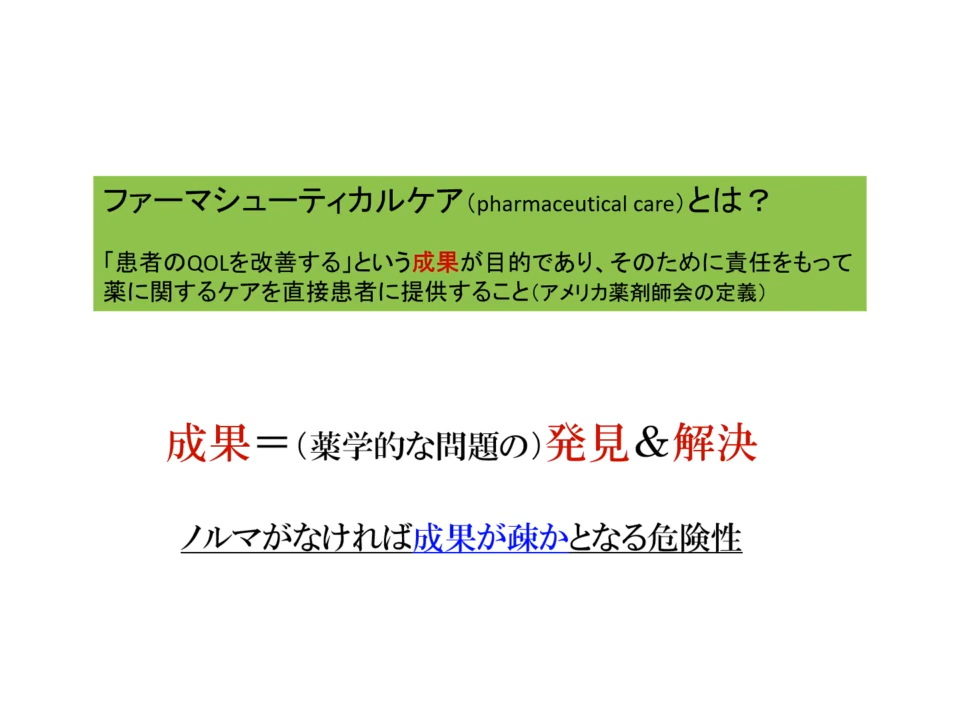 ファーマシューティカルケア（pharmaceutical care）とは？
「患者のQOLを改善する」という成果が目的であり、そのために責任をもって
薬に関するケアを直接患者に提供すること（アメリカ薬剤師会の定義）
成果＝（薬学的な問題の）発見＆解決
ノルマがなければ成果が疎かとなる危険性